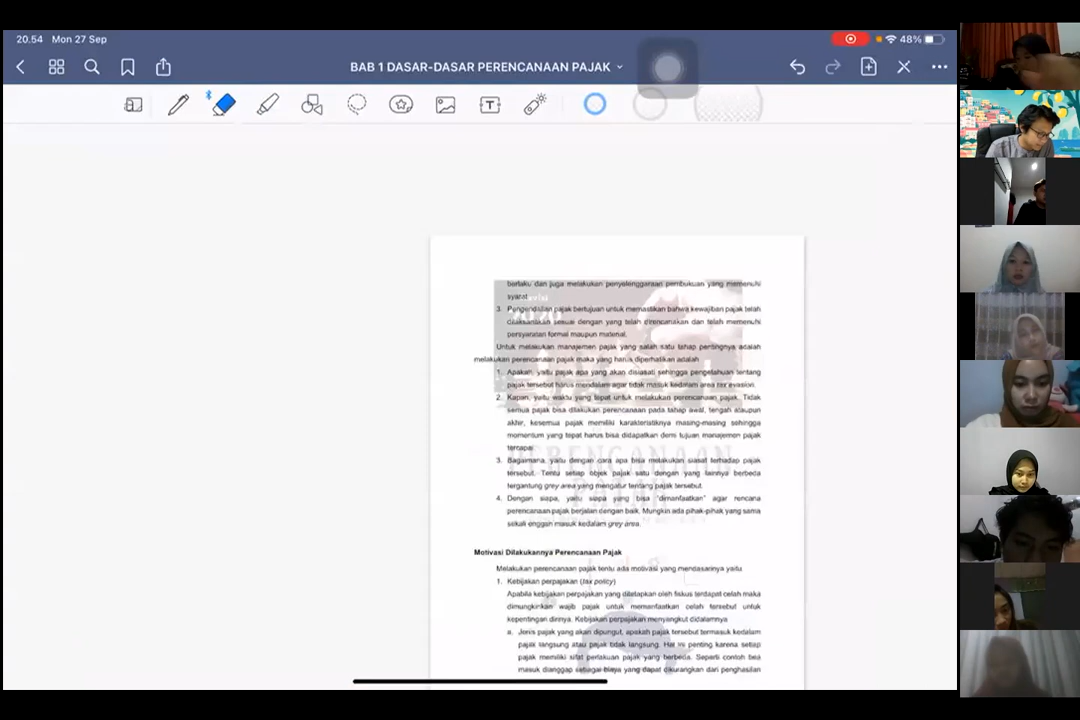 20.54 Mon 27 Sep
48%
BAB 1 DASAR-DASAR PERENCANAAN PAJAK
T
berlaku dan juga melakukan penyelenggaraan pembukuan yang memenuhi
syarat
3. Pengendalian pajak bertujuan untuk memastikan bahwa kewajiban pajak telah
dilaksanakan sesuai dengan yang telah direncanakan dan telah memenuhi
persyaratan formal maupun material.
Untuk melakukan manajemen pajak yang salah satu tahap pentingnya adalah
melakukan perencanaan pajak maka yang harus diperhatikan adalah
1. Apakah, yaitu pajak apa yang akan disiasati sehingga pengetahuan tentang
pajak tersebut harus mendalam agar tidak masuk kedalam area tax evasion.
2. Kapan, yaitu waktu yang tepat untuk melakukan perencanaan pajak. Tidak
semua pajak bisa dilakukan perencanaan pada tahap awal, tengah ataupun
akhir, kesemua pajak memiliki karakteristiknya masing-masing sehingga
momentum yang tepat harus bisa didapatkan demi tujuan manajemen pajak
tercapai
3. Bagaimana, yaitu dengan cara apa bisa melakukan siasat terhadap pajak
tersebut. Tentu setiap objek pajak satu dengan yang lainnya berbeda
tergantung grey area yang mengatur tentang pajak tersebut.
4. Dengan siapa, yaitu siapa yang bisa "dimanfaatkan" agar rencana
perencanaan pajak berjalan dengan baik. Mungkin ada pihak-pihak yang sama
sekali enggan masuk kedalam grey area.
PERENCANAAN
PAJAK
Motivasi Dilakukannya Perencanaan Pajak
Melakukan perencanaan pajak tentu ada motivasi yang mendasarinya yaitu
1. Kebijakan perpajakan (tax policy)
Apabila kebijakan perpajakan yang ditetapkan oleh fiskus terdapat celah maka
dimungkinkan wajib pajak untuk memanfaatkan celah tersebut untuk
kepentingan dirinya. Kebijakan perpajakan menyangkut didalamnya
a. Jenis pajak yang akan dipungut, apakah pajak tersebut termasuk kedalam
pajak langsung atau pajak tidak langsung. Hal ini penting karena setiap
pajak memiliki sifat perlakuan pajak yang berbeda. Seperti contoh bea
masuk dianggap sebagai biaya yang dapat dikurangkan dari penghasilan